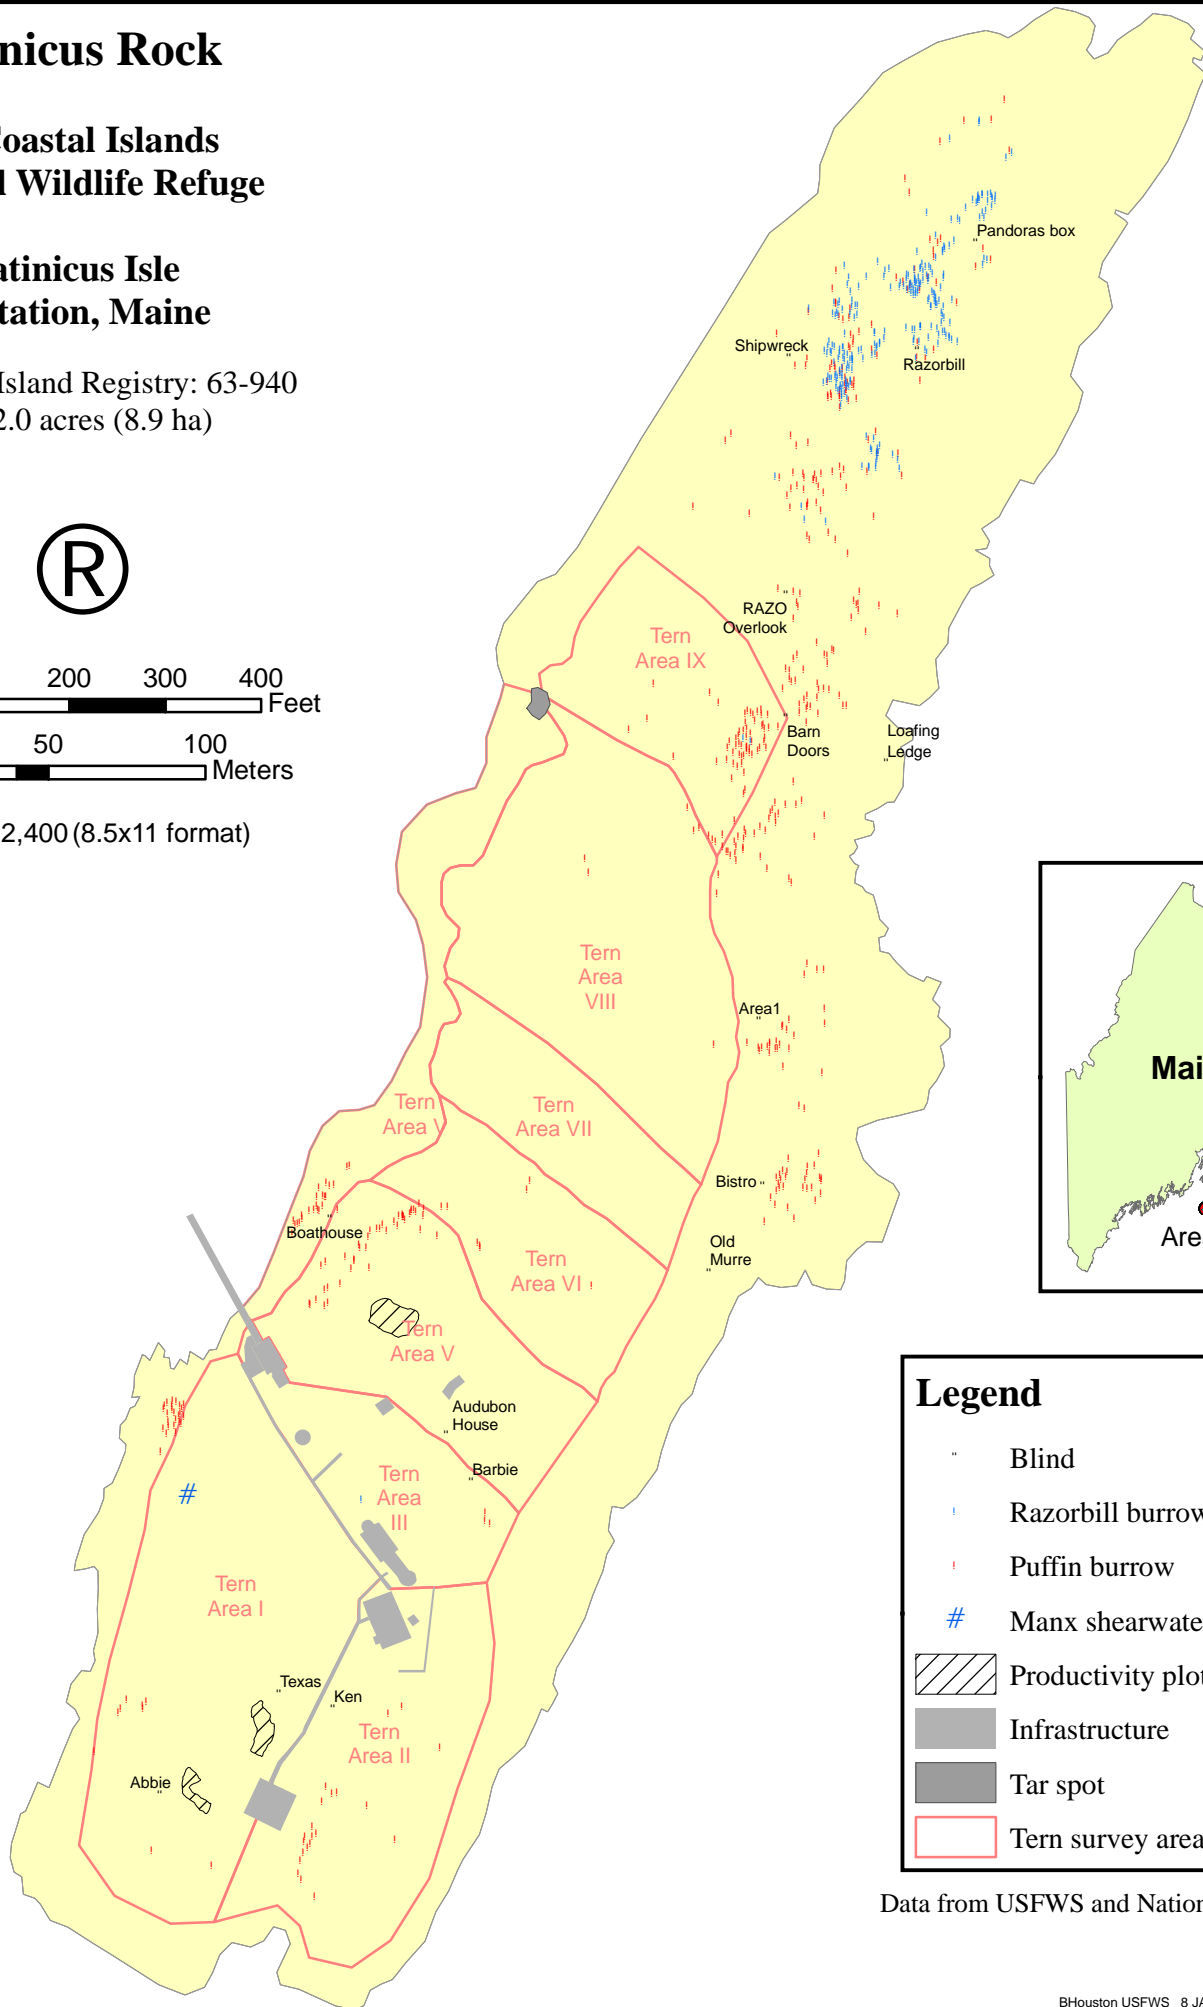 nicus Rock
Coastal Islands
l Wildlife Refuge
atinicus Isle
tation, Maine
Island Registry: 63-940
2.0 acres (8.9 ha)
®
200 300 400
Feet
50 100
Meters
2,400 (8.5x11 format)
Pandoras box
Shipwreck
Razorbill
RAZO
Overlook
Tern
Area IX
Barn
Doors
Loafing
Ledge
Tern
Area
VIII
Area1
Tern
Area V
Tern
Area VII
Bistro
Boathouse
Old
Murre
Tern
Area VI
Tern
Area V
Audubon
House
Barbie
Tern
Area
III
#
Tern
Area I
Texas
Ken
Tern
Area II
Abbie
Mai
Are
Legend
Blind
Razorbill burrow
Puffin burrow
# Manx shearwate
Productivity plot
Infrastructure
Tar spot
Tern survey area
Data from USFWS and Nation
BHouston USFWS 8 JA